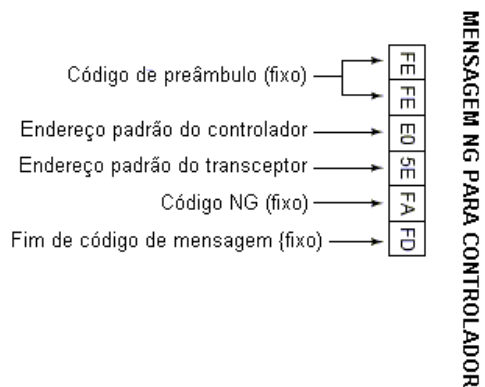 MENSAGEM NG PARA CONTROLADOR
Código de preâmbulo (fixo) FE
FE
Endereço padrão do controlador E0
Endereço padrão do transceptor 5E
Código NG (fixo) FA
Fim de código de mensagem {fixo) FD